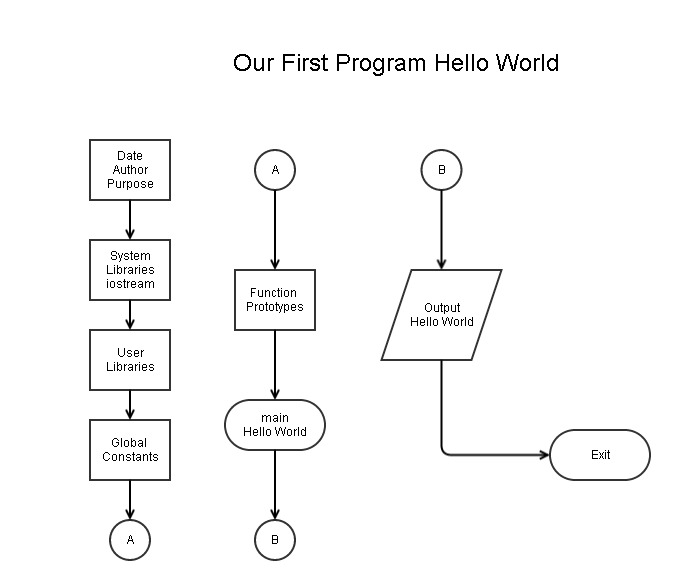 Our First Program Hello World
Date
Author
Purpose
System
Libraries
iostream
User
Libraries
Global
Constants
A
A
Function
Prototypes
main
Hello World
B
B
Output
Hello World
Exit